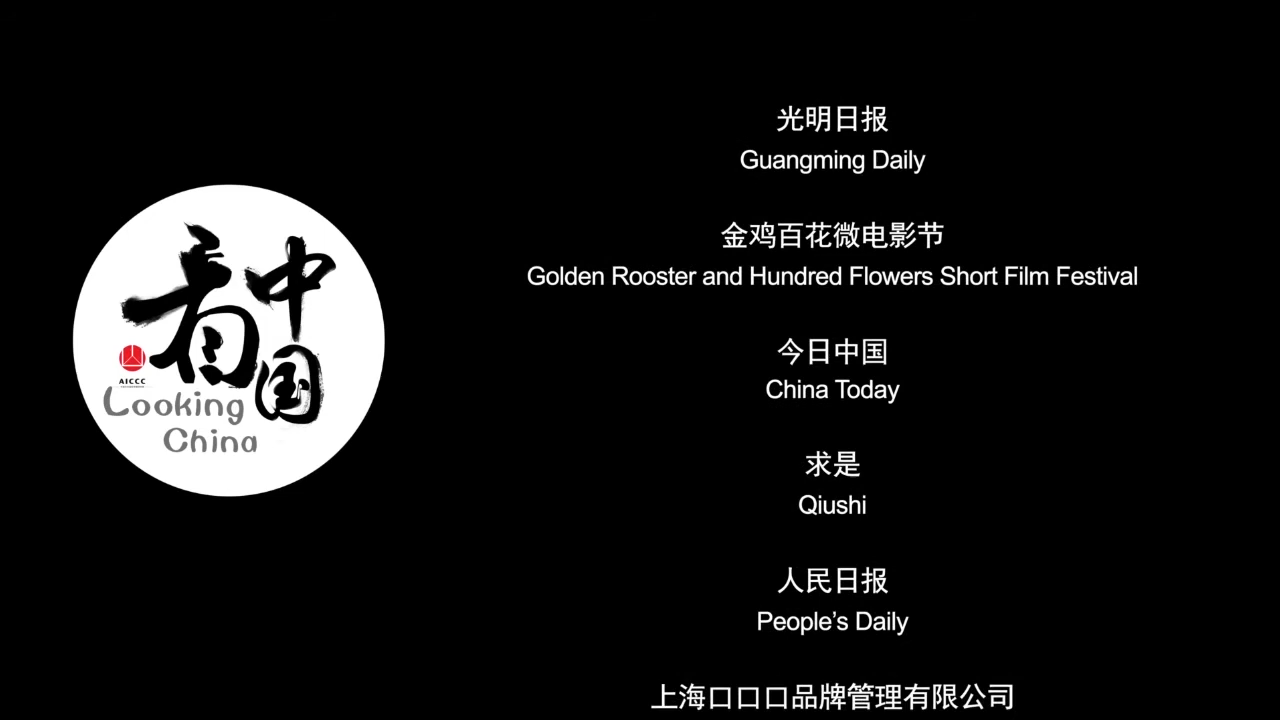 看中国
AICCC
Looking
China
光明日报
Guangming Daily
金鸡百花微电影节
Golden Rooster and Hundred Flowers Short Film Festival
今日中国
China Today
求是
Qiushi
人民日报
People’s Daily
上海口口口品牌管理有限公司